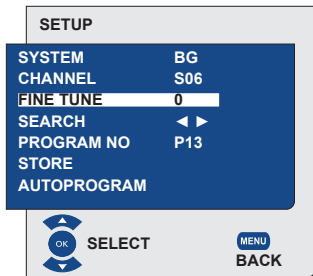 SETUP
SYSTEM BG
CHANNEL S06
FINE TUNE 0
SEARCH ◄ ►
PROGRAM NO P13
STORE
AUTOPROGRAM
OK SELECT MENU
BACK